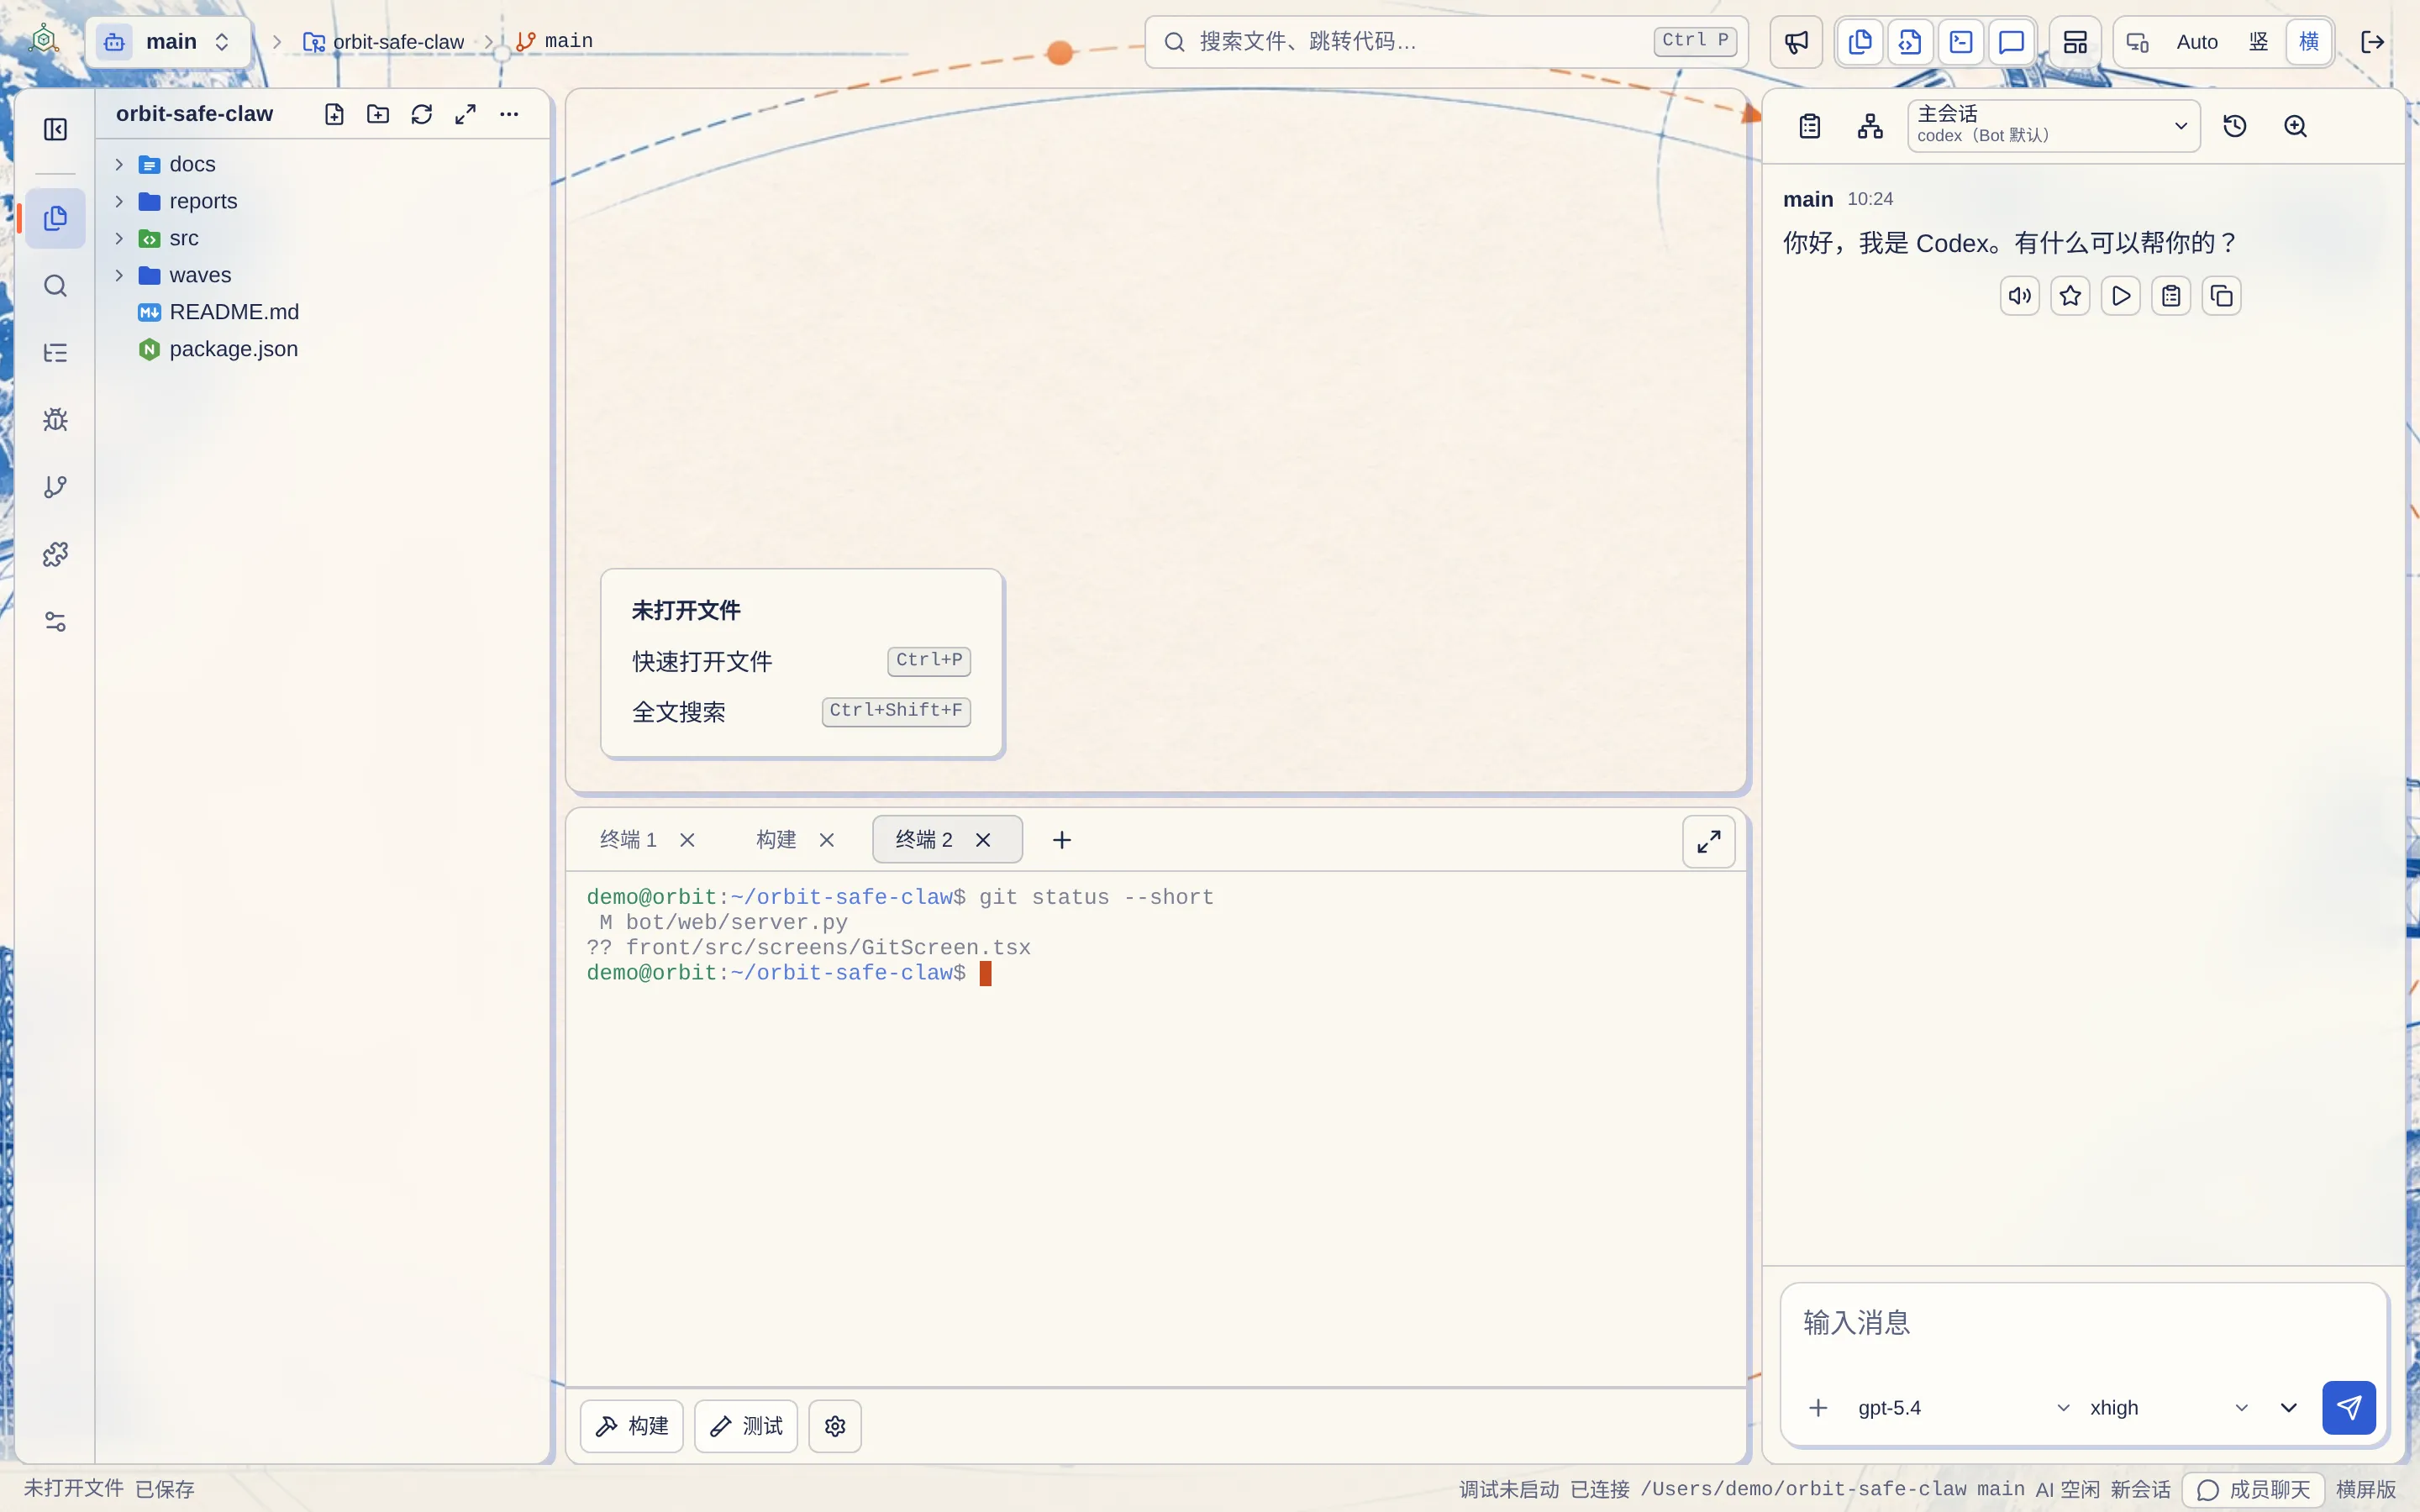 main
orbit-safe-claw
main
搜索文件、跳转代码...
Ctrl P
Auto
竖
横
orbit-safe-claw
docs
reports
src
waves
README.md
package.json
未打开文件
快速打开文件 Ctrl+P
全文搜索 Ctrl+Shift+F
终端 1
构建
终端 2
demo@orbit:~/orbit-safe-claw$ git status --short
 M bot/web/server.py
?? front/src/screens/GitScreen.tsx
demo@orbit:~/orbit-safe-claw$
构建
测试
主会话
codex（Bot 默认）
main 10:24
你好，我是 Codex。有什么可以帮你的？
输入消息
gpt-5.4
xhigh
未打开文件 已保存
调试未启动 已连接 /Users/demo/orbit-safe-claw main AI 空闲 新会话 成员聊天 横屏版